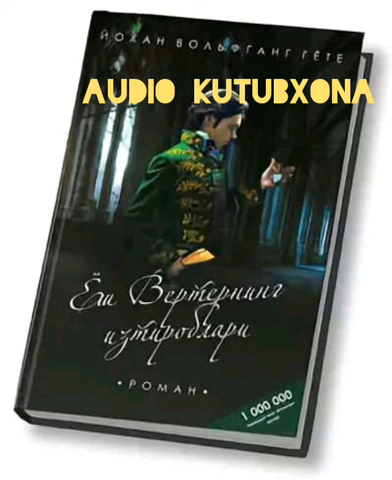 ЙОХАН ВОЛЬФГАНГ ГЁТЕ
AUDIO KUTUBXONA
Ёш Вертернинг
изтироблари
• РОМАН •
1 000 000